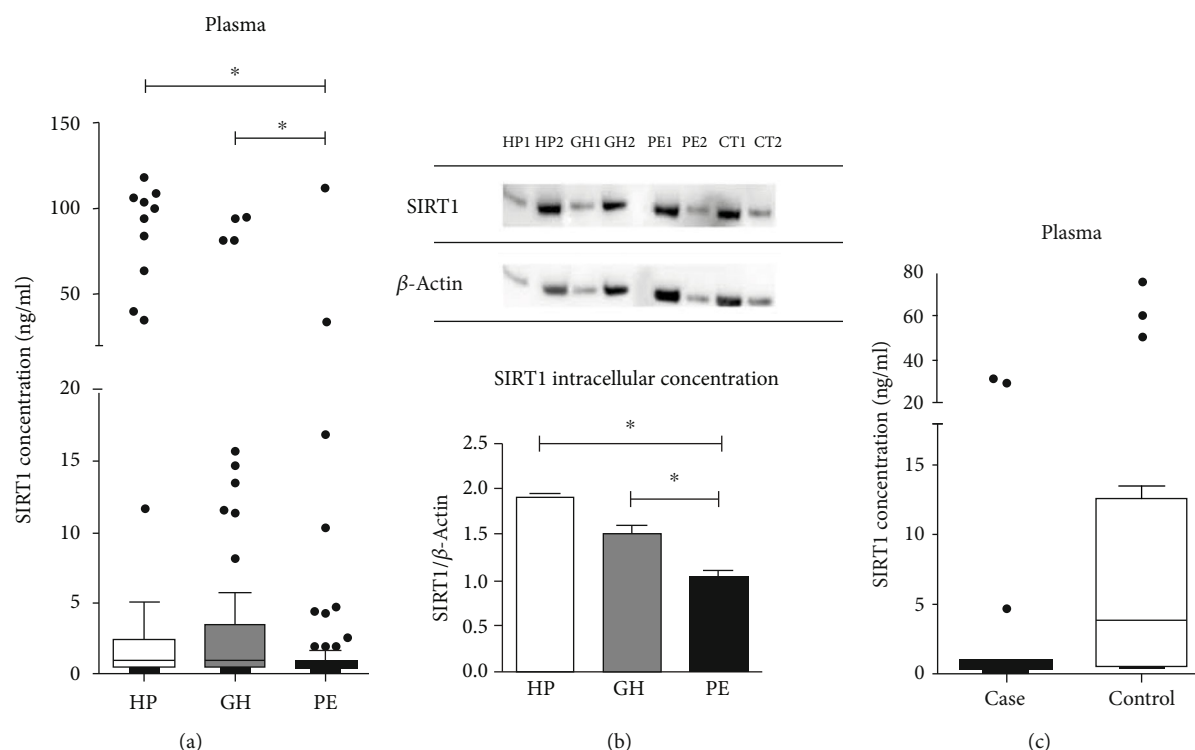 Plasma
*
*
150
100
50
20
15
10
5
0
SIRT1 concentration (ng/ml)
HP
GH
PE
(a)
HP1 HP2 GH1 GH2 PE1 PE2 CT1 CT2
SIRT1
β-Actin
SIRT1 intracellular concentration
*
*
2.5
2.0
1.5
1.0
0.5
0.0
SIRT1/β-Actin
HP
GH
PE
(b)
Plasma
80
60
40
20
15
10
5
0
SIRT1 concentration (ng/ml)
Case
Control
(c)